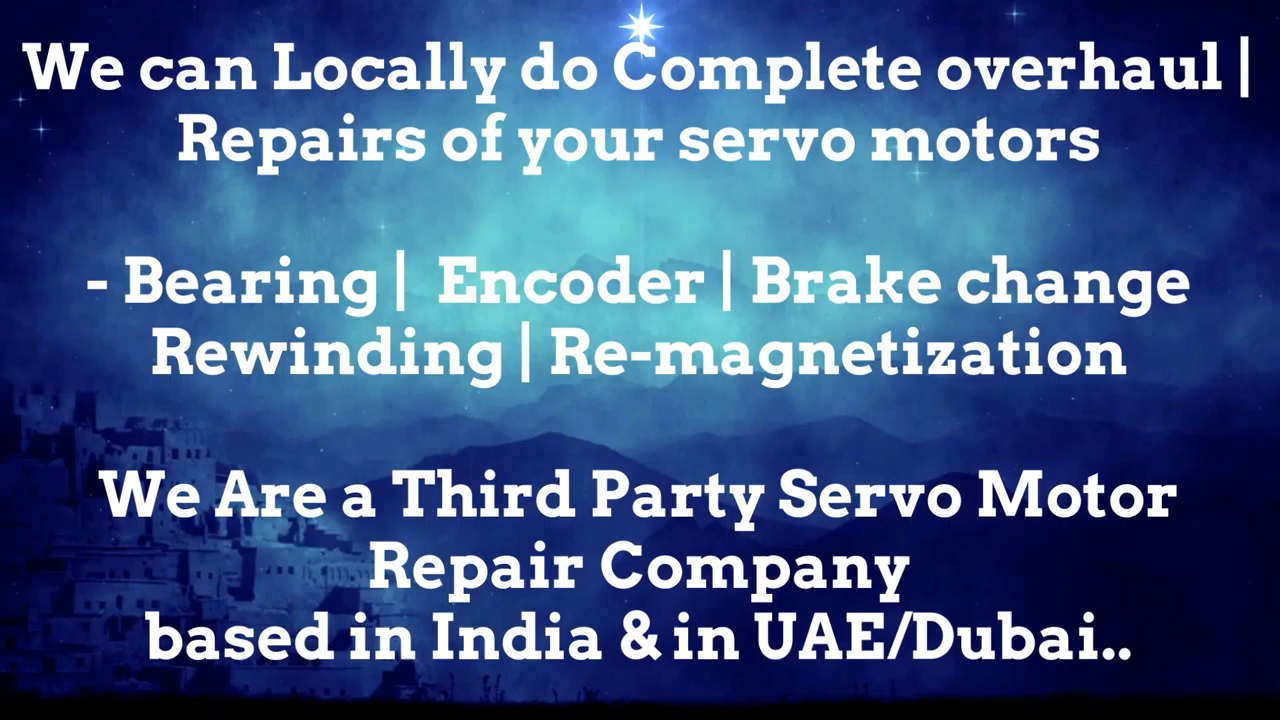 We can Locally do Complete overhaul |
Repairs of your servo motors
- Bearing | Encoder | Brake change
Rewinding | Re-magnetization
We Are a Third Party Servo Motor
Repair Company
based in India & in UAE/Dubai..